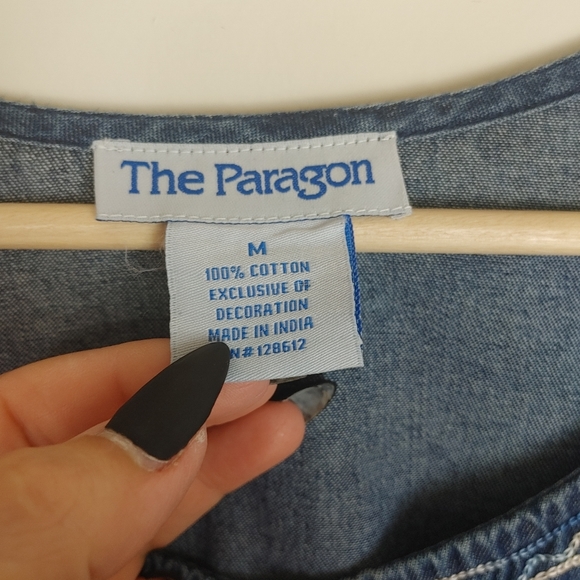 The Paragon
M
100% COTTON
EXCLUSIVE OF
DECORATION
MADE IN INDIA
N#128612